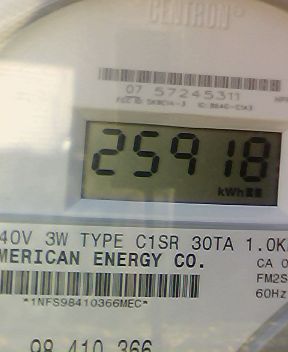 CENTRON®
07 57245311
25918
kWh
40V 3W TYPE C1SR 30TA 1.0K
MERICAN ENERGY CO.
CA 0
FM2S
60Hz
*1NFS98410366MEC*
98 410 366